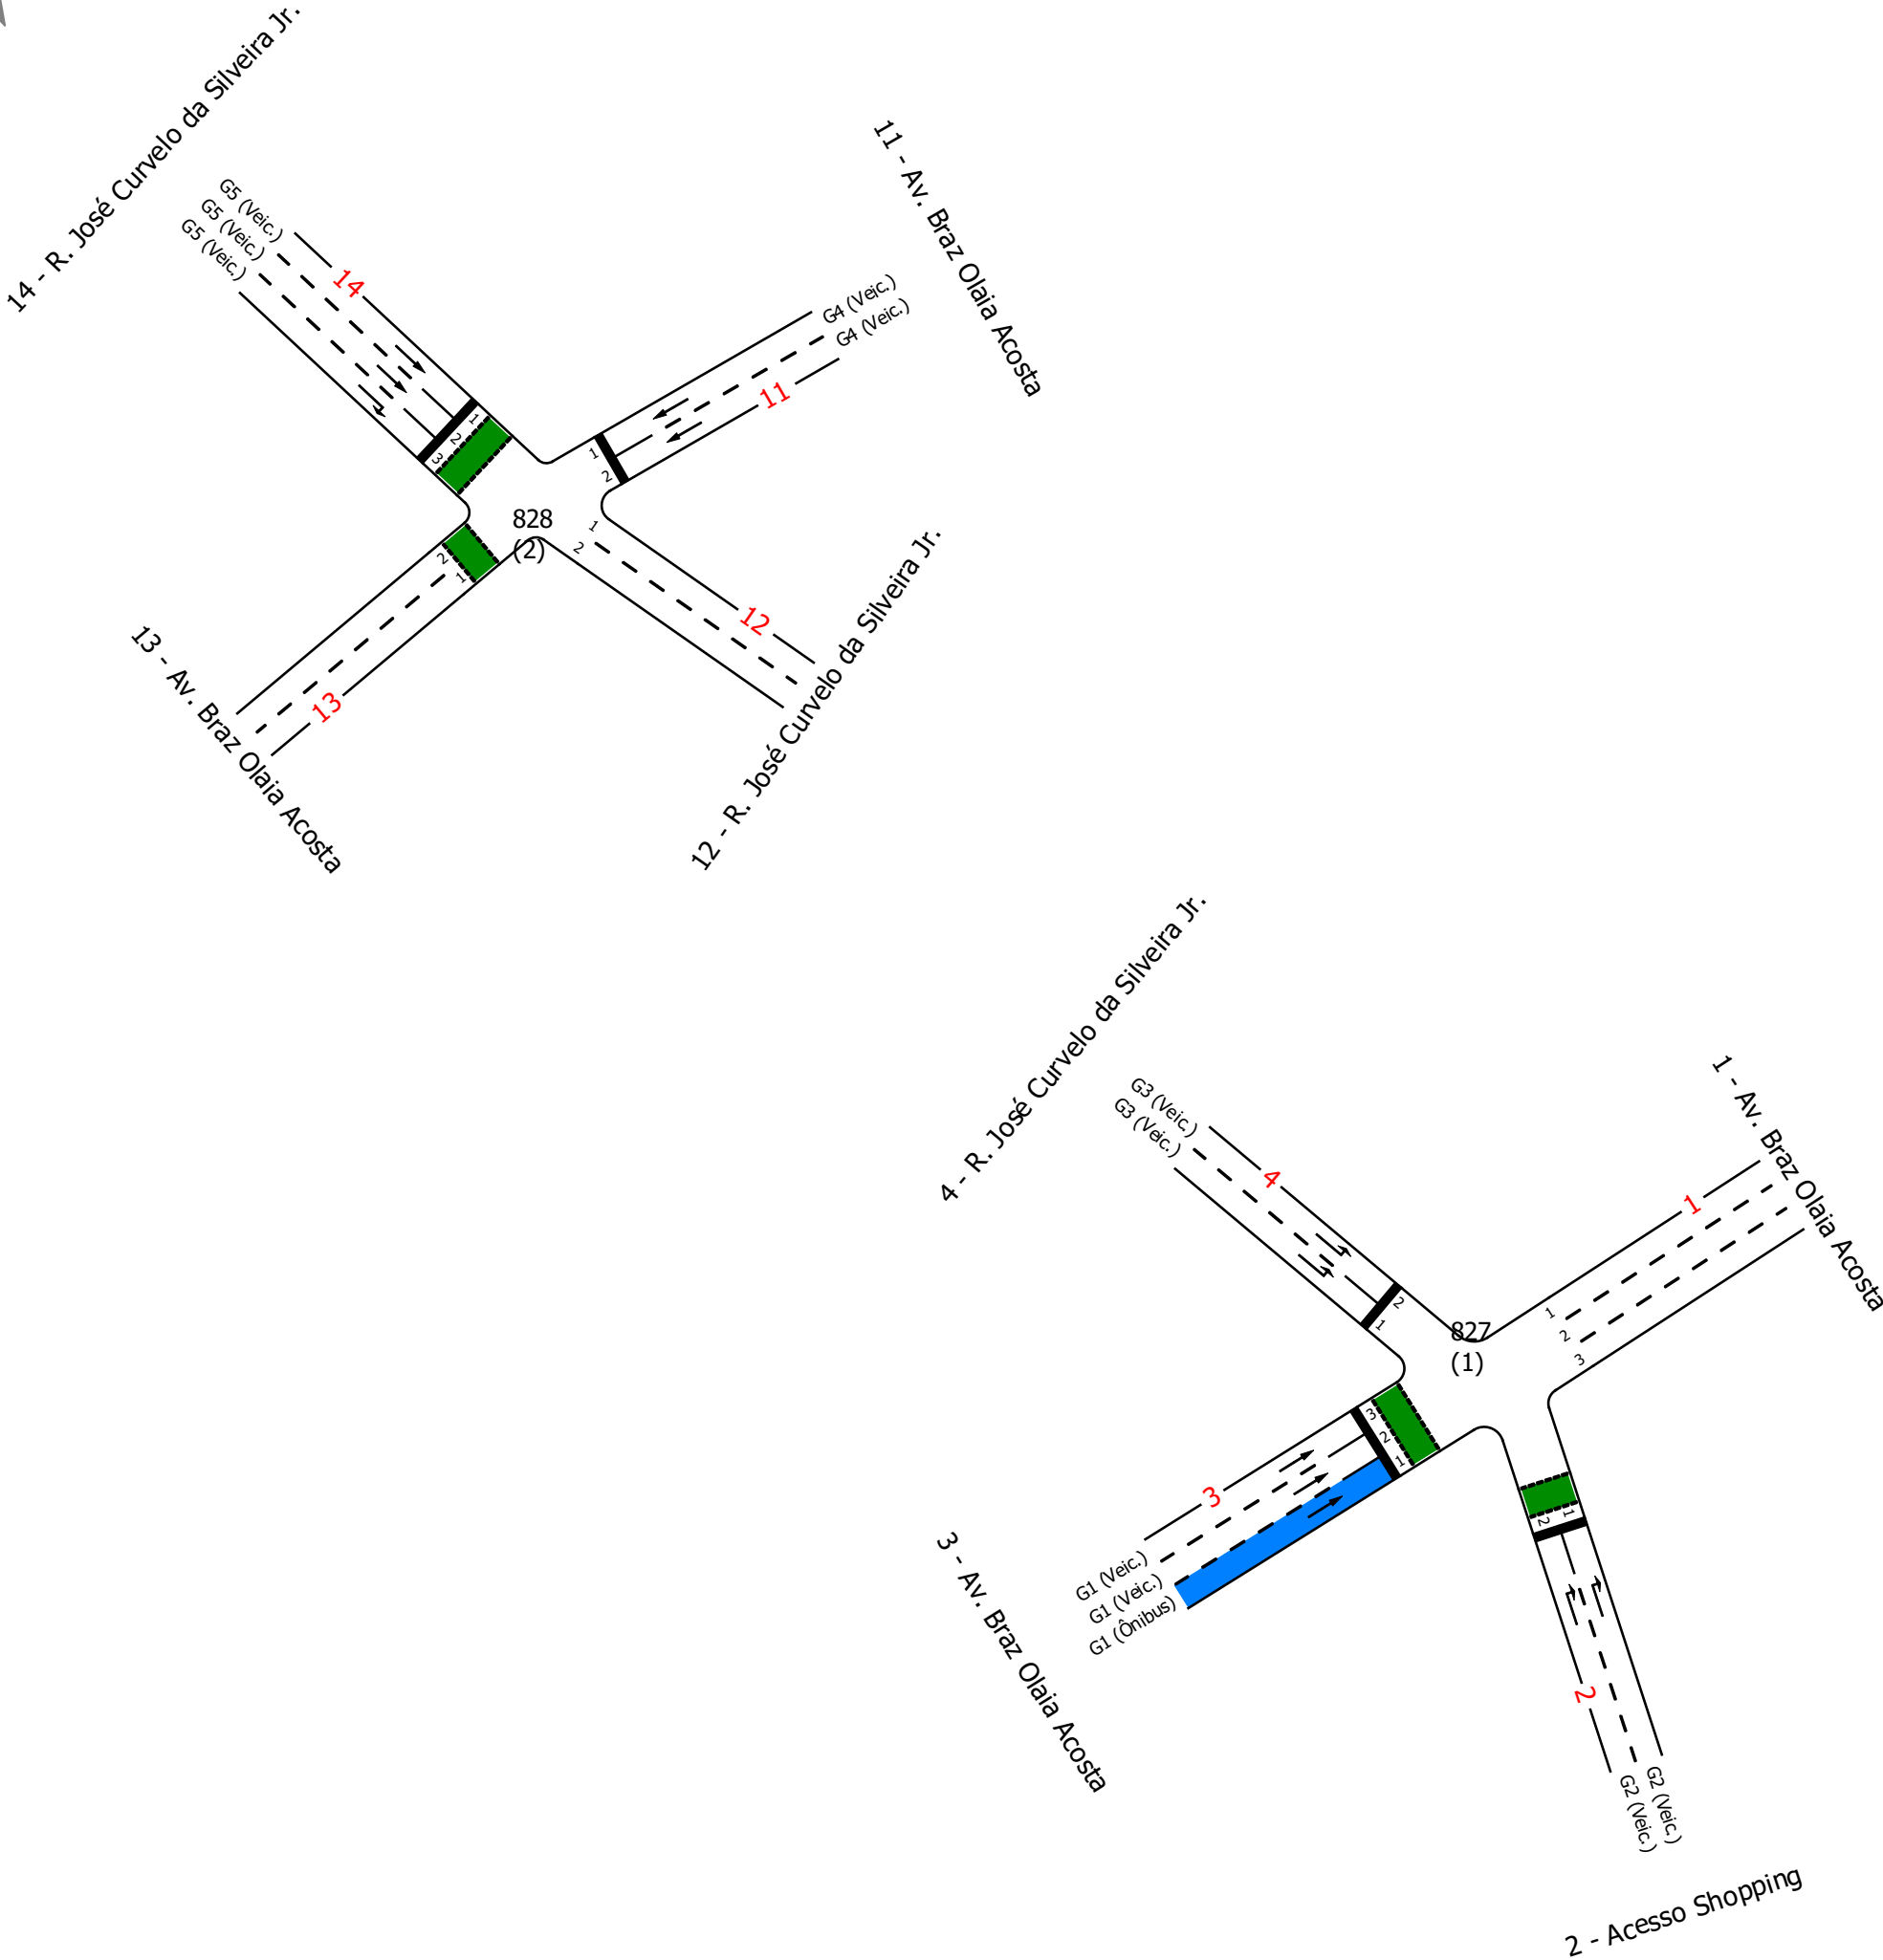 14 - R. José Curvelo da Silveira Jr.
11 - Av. Braz Olaia Acosta
G5 (Veic.)
G5 (Veic.)
G5 (Veic.)
14
G4 (Veic.)
G4 (Veic.)
11
1
2
3
1
2
828
(2)
1
2
2
1
12
13
13 - Av. Braz Olaia Acosta
12 - R. José Curvelo da Silveira Jr.
4 - R. José Curvelo da Silveira Jr.
1 - Av. Braz Olaia Acosta
G3 (Veic.)
G3 (Veic.)
4
1
2
1
827
(1)
1
2
3
3
2
1
3
G1 (Veic.)
G1 (Veic.)
G1 (Ônibus)
3 - Av. Braz Olaia Acosta
2
1
2
G2 (Veic.)
G2 (Veic.)
2 - Acesso Shopping